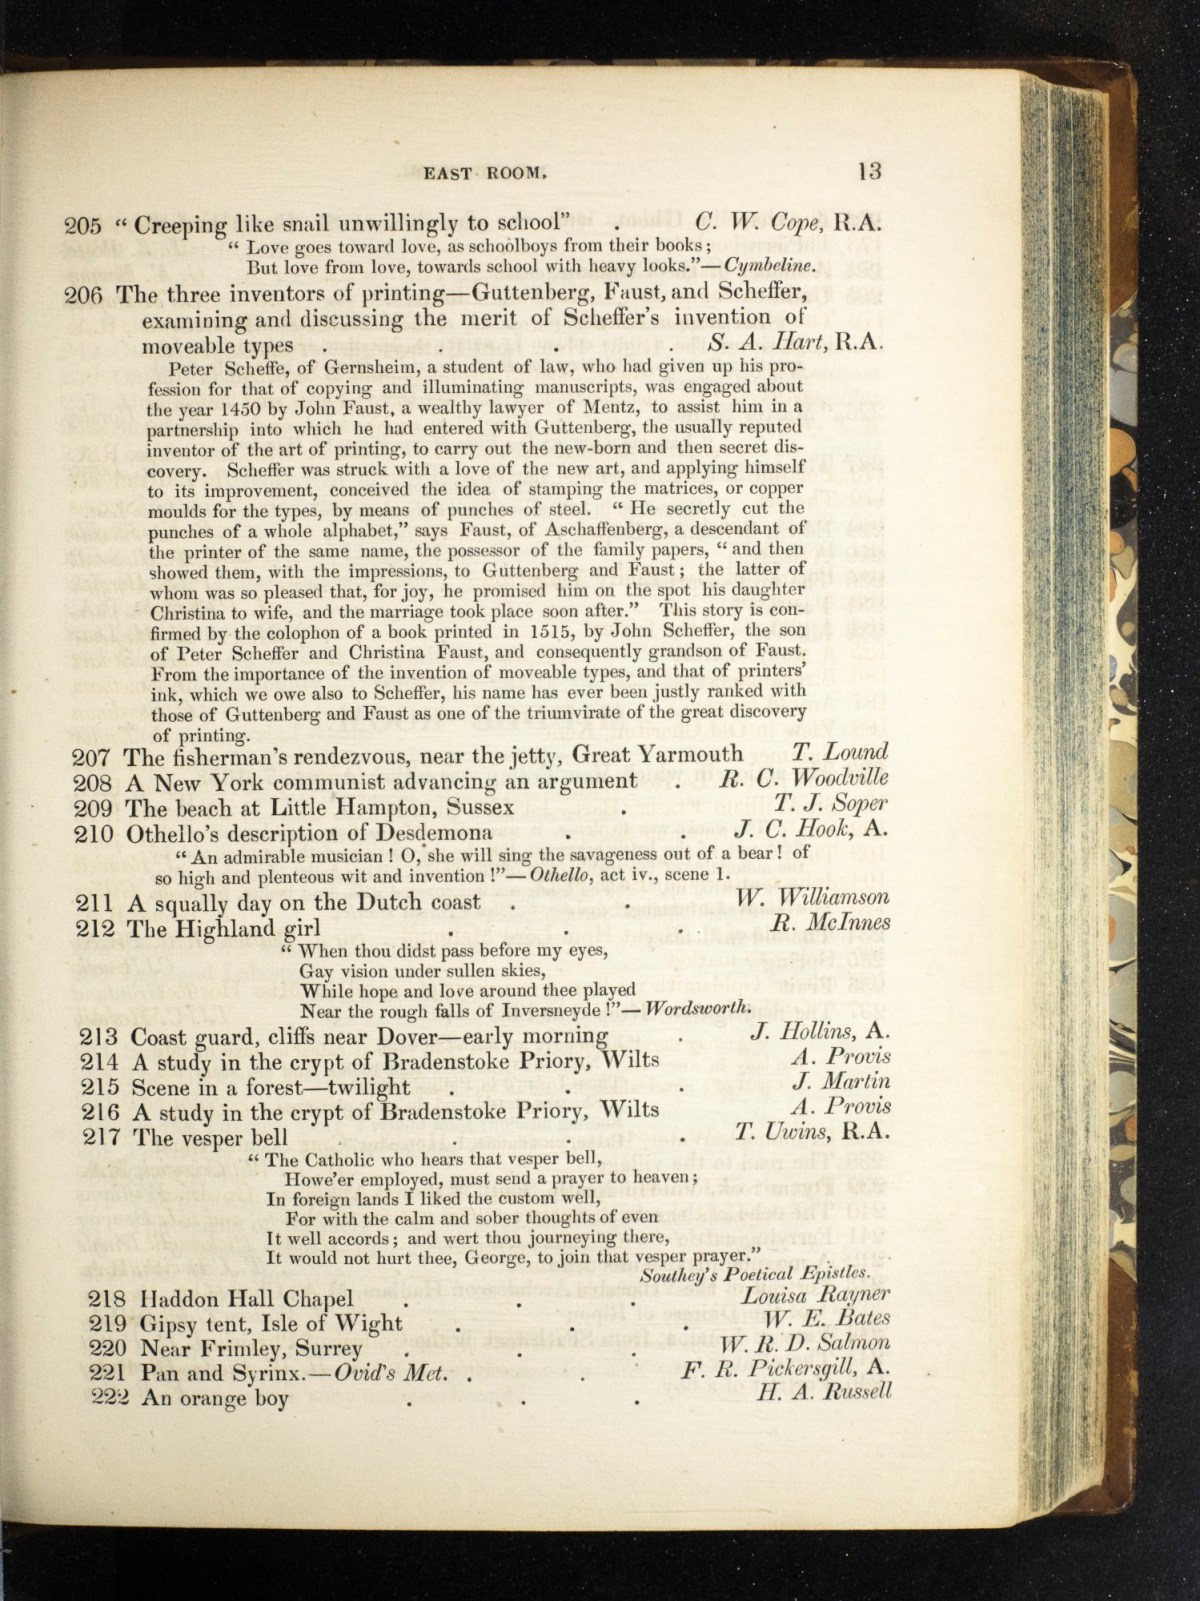 EAST ROOM. 13
205 “ Creeping like snail unwillingly to school” . C. W. Cope, R.A.
“ Love goes toward love, as schoolboys from their books ;
But love from love, towards school with heavy looks.”—Cymbeline.
206 The three inventors of printing—Guttenberg, Faust, and Scheffer,
examining and discussing the merit of Scheffer’s invention of
moveable types . . . . S. A. Hart, R.A.
Peter Scheffe, of Gernsheim, a student of law, who had given up his pro-
fession for that of copying and illuminating manuscripts, was engaged about
the year 1450 by John Faust, a wealthy lawyer of Mentz, to assist him in a
partnership into which he had entered with Guttenberg, the usually reputed
inventor of the art of printing, to carry out the new-born and then secret dis-
covery. Scheffer was struck with a love of the new art, and applying himself
to its improvement, conceived the idea of stamping the matrices, or copper
moulds for the types, by means of punches of steel. “ He secretly cut the
punches of a whole alphabet,” says Faust, of Aschaffenberg, a descendant of
the printer of the same name, the possessor of the family papers, “ and then
showed them, with the impressions, to Guttenberg and Faust ; the latter of
whom was so pleased that, for joy, he promised him on the spot his daughter
Christina to wife, and the marriage took place soon after.” This story is con-
firmed by the colophon of a book printed in 1515, by John Scheffer, the son
of Peter Scheffer and Christina Faust, and consequently grandson of Faust.
From the importance of the invention of moveable types, and that of printers’
ink, which we owe also to Scheffer, his name has ever been justly ranked with
those of Guttenberg and Faust as one of the triumvirate of the great discovery
of printing.
207 The fisherman’s rendezvous, near the jetty, Great Yarmouth T. Lound
208 A New York communist advancing an argument . R. C. Woodville
209 The beach at Little Hampton, Sussex . T. J. Soper
210 Othello’s description of Desdemona . . J. C. Hook, A.
“ An admirable musician ! O, she will sing the savageness out of a bear ! of
so high and plenteous wit and invention !”—Othello, act iv., scene 1.
211 A squally day on the Dutch coast . . W. Williamson
212 The Highland girl . . . R. McInnes
“ When thou didst pass before my eyes,
Gay vision under sullen skies,
While hope and love around thee played
Near the rough falls of Inversneyde !”—Wordsworth.
213 Coast guard, cliffs near Dover—early morning . J. Hollins, A.
214 A study in the crypt of Bradenstoke Priory, Wilts A. Provis
215 Scene in a forest—twilight . . . J. Martin
216 A study in the crypt of Bradenstoke Priory, Wilts A. Provis
217 The vesper bell . . . . T. Uwins, R.A.
“ The Catholic who hears that vesper bell,
Howe’er employed, must send a prayer to heaven ;
In foreign lands I liked the custom well,
For with the calm and sober thoughts of even
It well accords ; and wert thou journeying there,
It would not hurt thee, George, to join that vesper prayer.”
Southey’s Poetical Epistles.
218 Haddon Hall Chapel . . . Louisa Rayner
219 Gipsy tent, Isle of Wight . . . W. E. Bates
220 Near Frimley, Surrey . . . W. R. D. Salmon
221 Pan and Syrinx.—Ovid’s Met. . . F. R. Pickersgill, A.
222 An orange boy . . . H. A. Russell